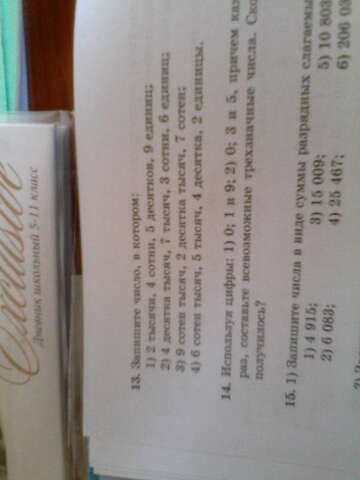 Дневник школьный 5-11 класс
13. Запишите число, в котором:
1) 2 тысячи, 4 сотни, 5 десятков, 9 единиц;
2) 4 десятка тысяч, 7 тысяч, 3 сотни, 6 единиц;
3) 9 сотен тысяч, 2 десятка тысяч, 7 сотен;
4) 6 сотен тысяч, 5 тысяч, 4 десятка, 2 единицы.
14. Используя цифры: 1) 0; 1 и 9; 2) 0; 3 и 5, причем каж
раз, составьте всевозможные трехзначные числа. Ско
получилось?
15. 1) Запишите числа в виде суммы разрядных слагаемы
1) 4 915; 3) 15 009; 5) 10 803
2) 6 083; 4) 25 467; 6) 206 03